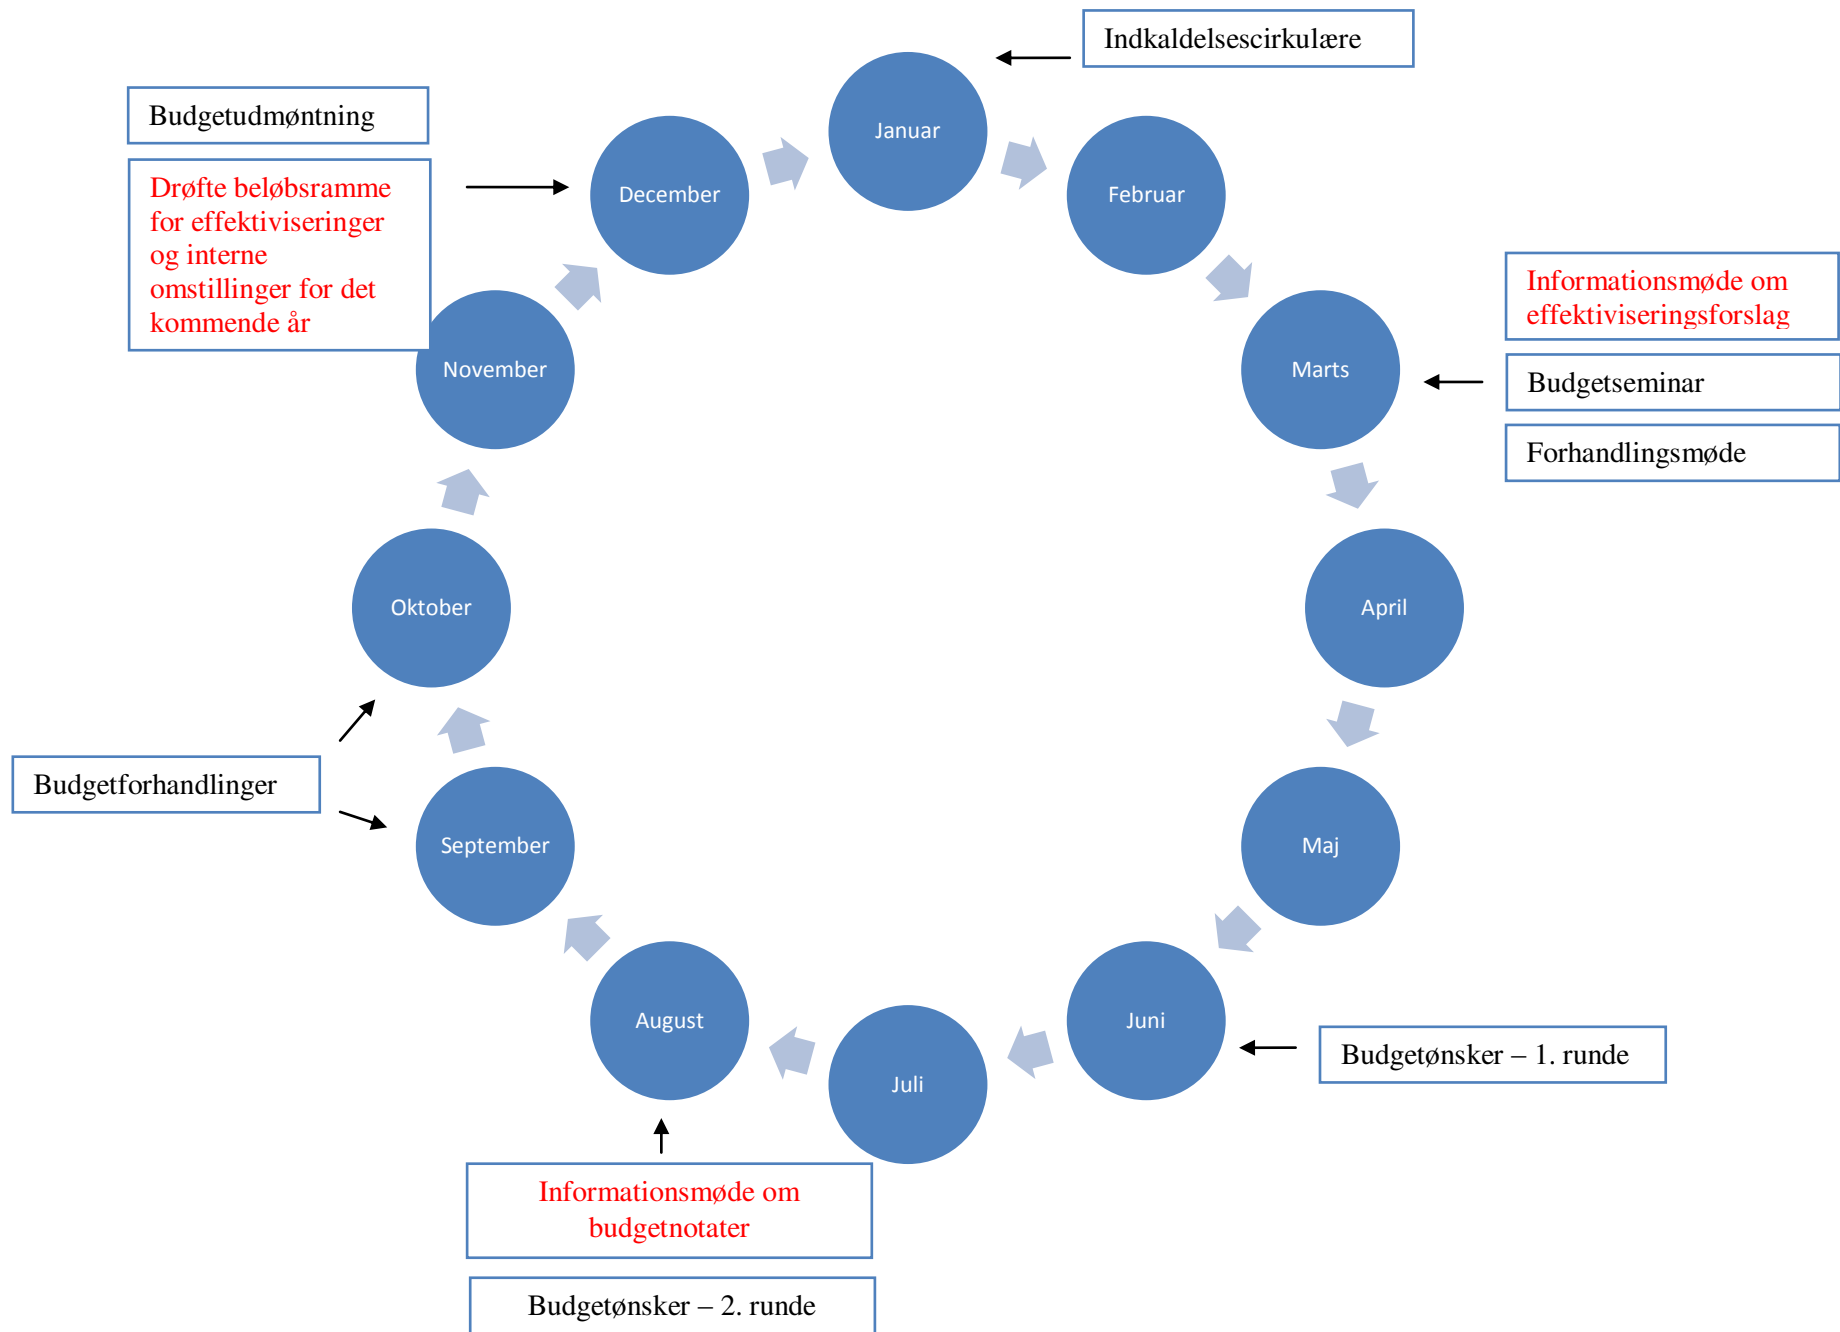 Indkaldelsescirkulære
Budgetudmøntning
Januar
Drøfte beløbsramme
for effektiviseringer
og interne
omstillinger for det
kommende år
December
Februar
Informationsmøde om
effektiviseringsforslag
November
Marts
Budgetseminar
Forhandlingsmøde
Oktober
April
Budgetforhandlinger
September
Maj
August
Juni
Juli
Budgetønsker – 1. runde
Informationsmøde om
budgetnotater
Budgetønsker – 2. runde